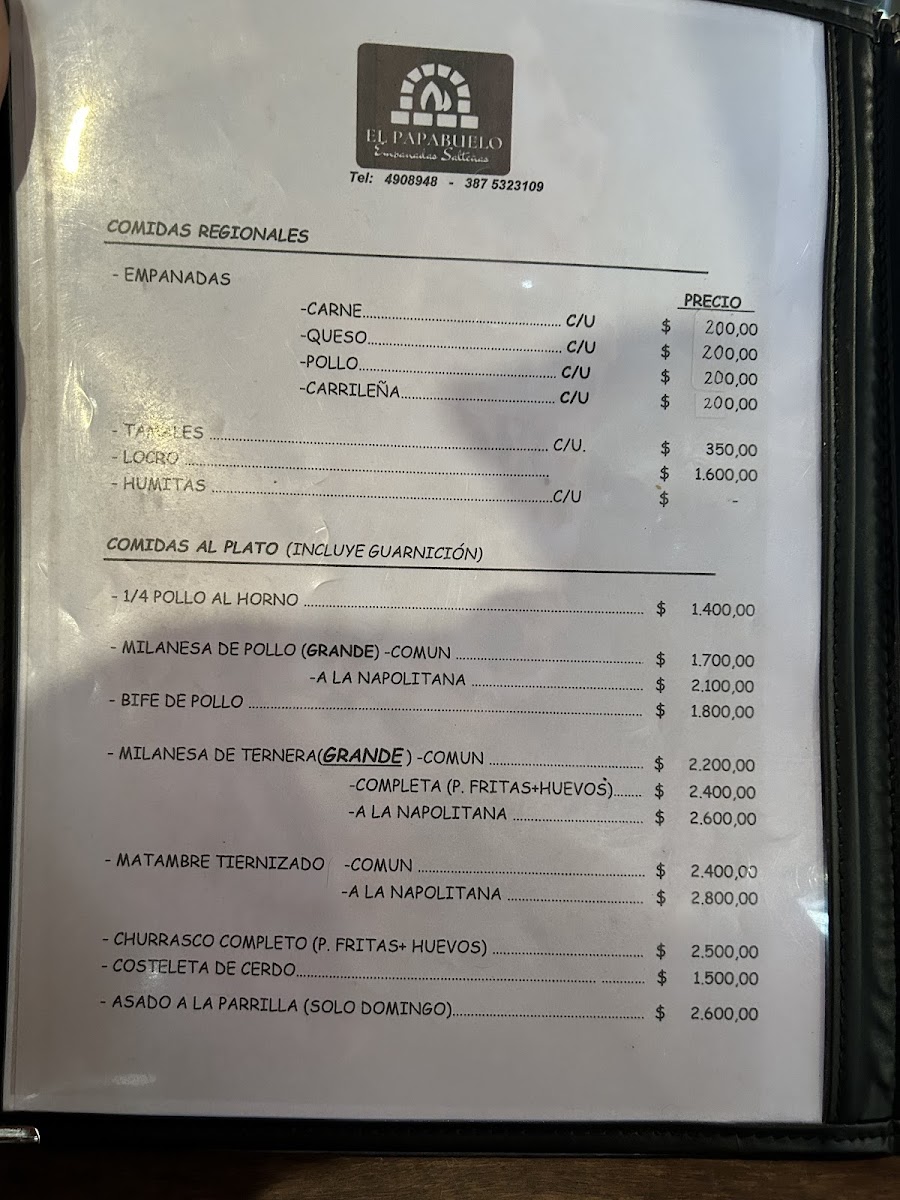 EL PAPABUELO
Empanadas Salteñas
Tel: 4908948 - 387 5323109
COMIDAS REGIONALES
- EMPANADAS
PRECIO
-CARNE........................ C/U $ 200,00
-QUESO........................ C/U $ 200,00
-POLLO........................ C/U $ 200,00
-CARRILEÑA........................ C/U $ 200,00
- TAMALES ........................ C/U. $ 350,00
- LOCRO ........................ $ 1.600,00
- HUMITAS ........................C/U $ -
COMIDAS AL PLATO (INCLUYE GUARNICIÓN)
- 1/4 POLLO AL HORNO ........................ $ 1.400,00
- MILANESA DE POLLO (GRANDE) -COMUN ........................ $ 1.700,00
-A LA NAPOLITANA ........................ $ 2.100,00
- BIFE DE POLLO ........................ $ 1.800,00
- MILANESA DE TERNERA(GRANDE ) -COMUN ........................ $ 2.200,00
-COMPLETA (P. FRITAS+HUEVOS)....... $ 2.400,00
-A LA NAPOLITANA ........................ $ 2.600,00
- MATAMBRE TIERNIZADO -COMUN ........................ $ 2.400,00
-A LA NAPOLITANA ........................ $ 2.800,00
- CHURRASCO COMPLETO (P. FRITAS+ HUEVOS) ........................ $ 2.500,00
- COSTELETA DE CERDO........................ $ 1.500,00
- ASADO A LA PARRILLA (SOLO DOMINGO)........................ $ 2.600,00